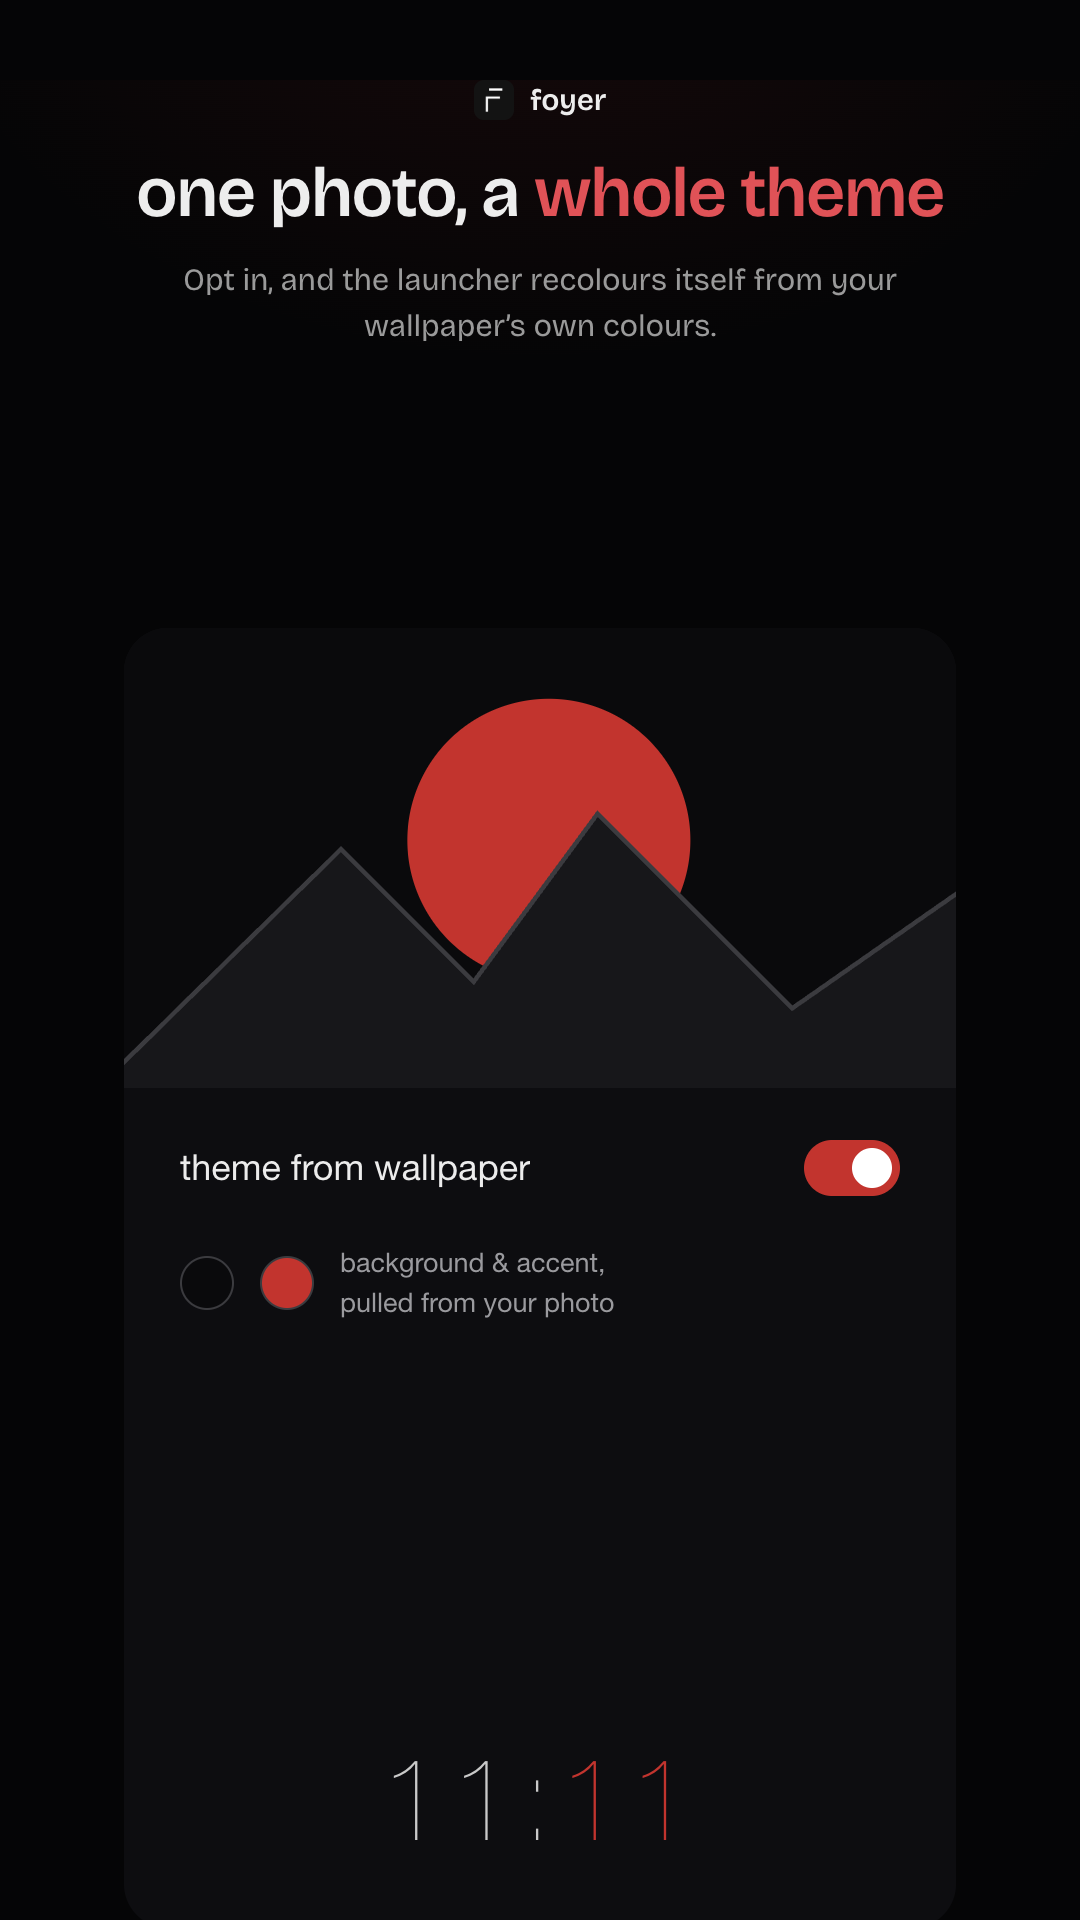 foyer
one photo, a whole theme
Opt in, and the launcher recolours itself from your
wallpaper’s own colours.
theme from wallpaper
background & accent,
pulled from your photo
11:11